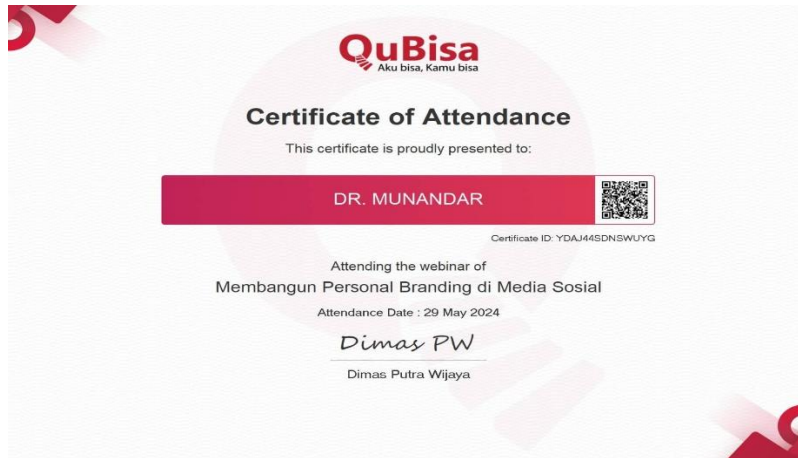 QuBisa
Aku bisa, Kamu bisa
Certificate of Attendance
This certificate is proudly presented to:
DR. MUNANDAR
Certificate ID: YDAJ44SDNSWUYG
Attending the webinar of
Membangun Personal Branding di Media Sosial
Attendance Date : 29 May 2024
Dimas PW
Dimas Putra Wijaya